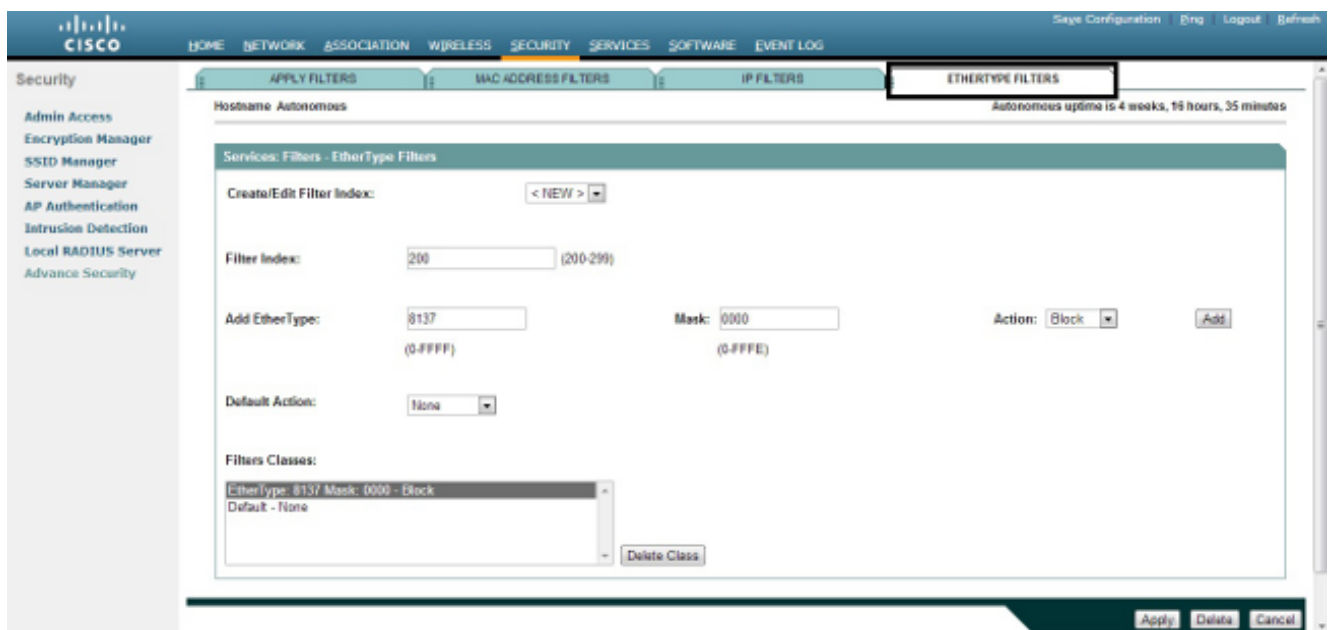 Save Configuration Ping Logout Refresh
CISCO
HOME NETWORK ASSOCIATION WIRELESS SECURITY SERVICES SOFTWARE EVENT LOG
Security
Admin Access
Encryption Manager
SSID Manager
Server Manager
AP Authentication
Intrusion Detection
Local RADIUS Server
Advance Security
APPLY FILTERS MAC ADDRESS FILTERS IP FILTERS ETHERTYPE FILTERS
Hostname Autonomous Autonomous uptime is 4 weeks, 16 hours, 35 minutes
Services: Filters - EtherType Filters
Create/Edit Filter Index: < NEW >
Filter Index: 200 (200-299)
Add EtherType: 8137 Mask: 0000 Action: Block Add
(0-FFFF) (0-FFFE)
Default Action: None
Filters Classes:
EtherType: 8137 Mask: 0000 - Block
Default - None
Delete Class
Apply Delete Cancel